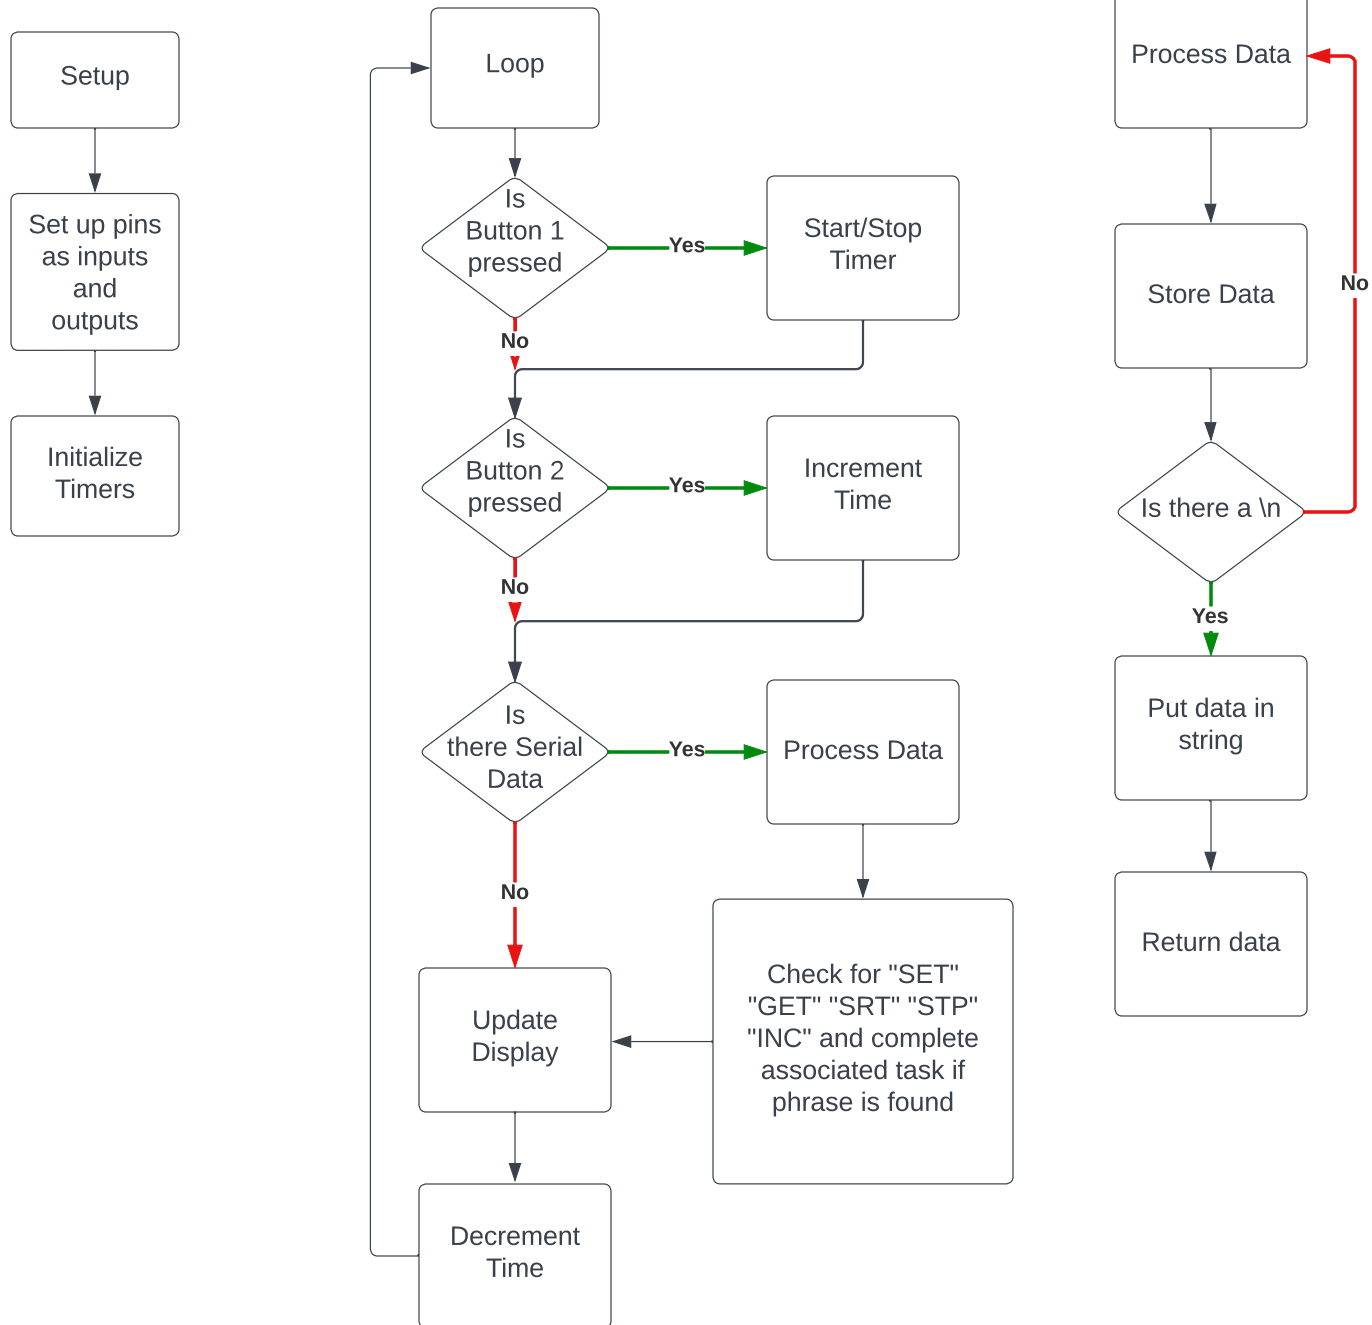 Setup
Set up pins
as inputs
and
outputs
Initialize
Timers
Loop
Is
Button 1
pressed
Yes
Start/Stop
Timer
No
Is
Button 2
pressed
Yes
Increment
Time
No
Is
there Serial
Data
Yes
Process Data
No
Check for "SET"
"GET" "SRT" "STP"
"INC" and complete
associated task if
phrase is found
Update
Display
Decrement
Time
Process Data
Store Data
No
Is there a \n
Yes
Put data in
string
Return data